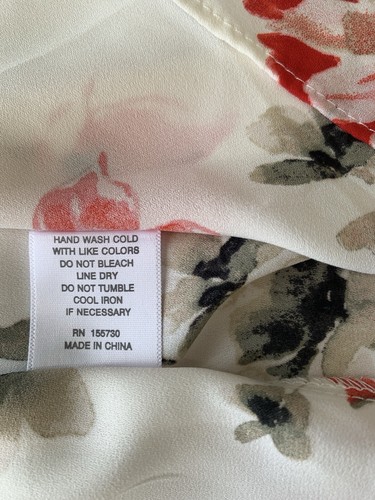 HAND WASH COLD
WITH LIKE COLORS
DO NOT BLEACH
LINE DRY
DO NOT TUMBLE
COOL IRON
IF NECESSARY
RN 155730
MADE IN CHINA